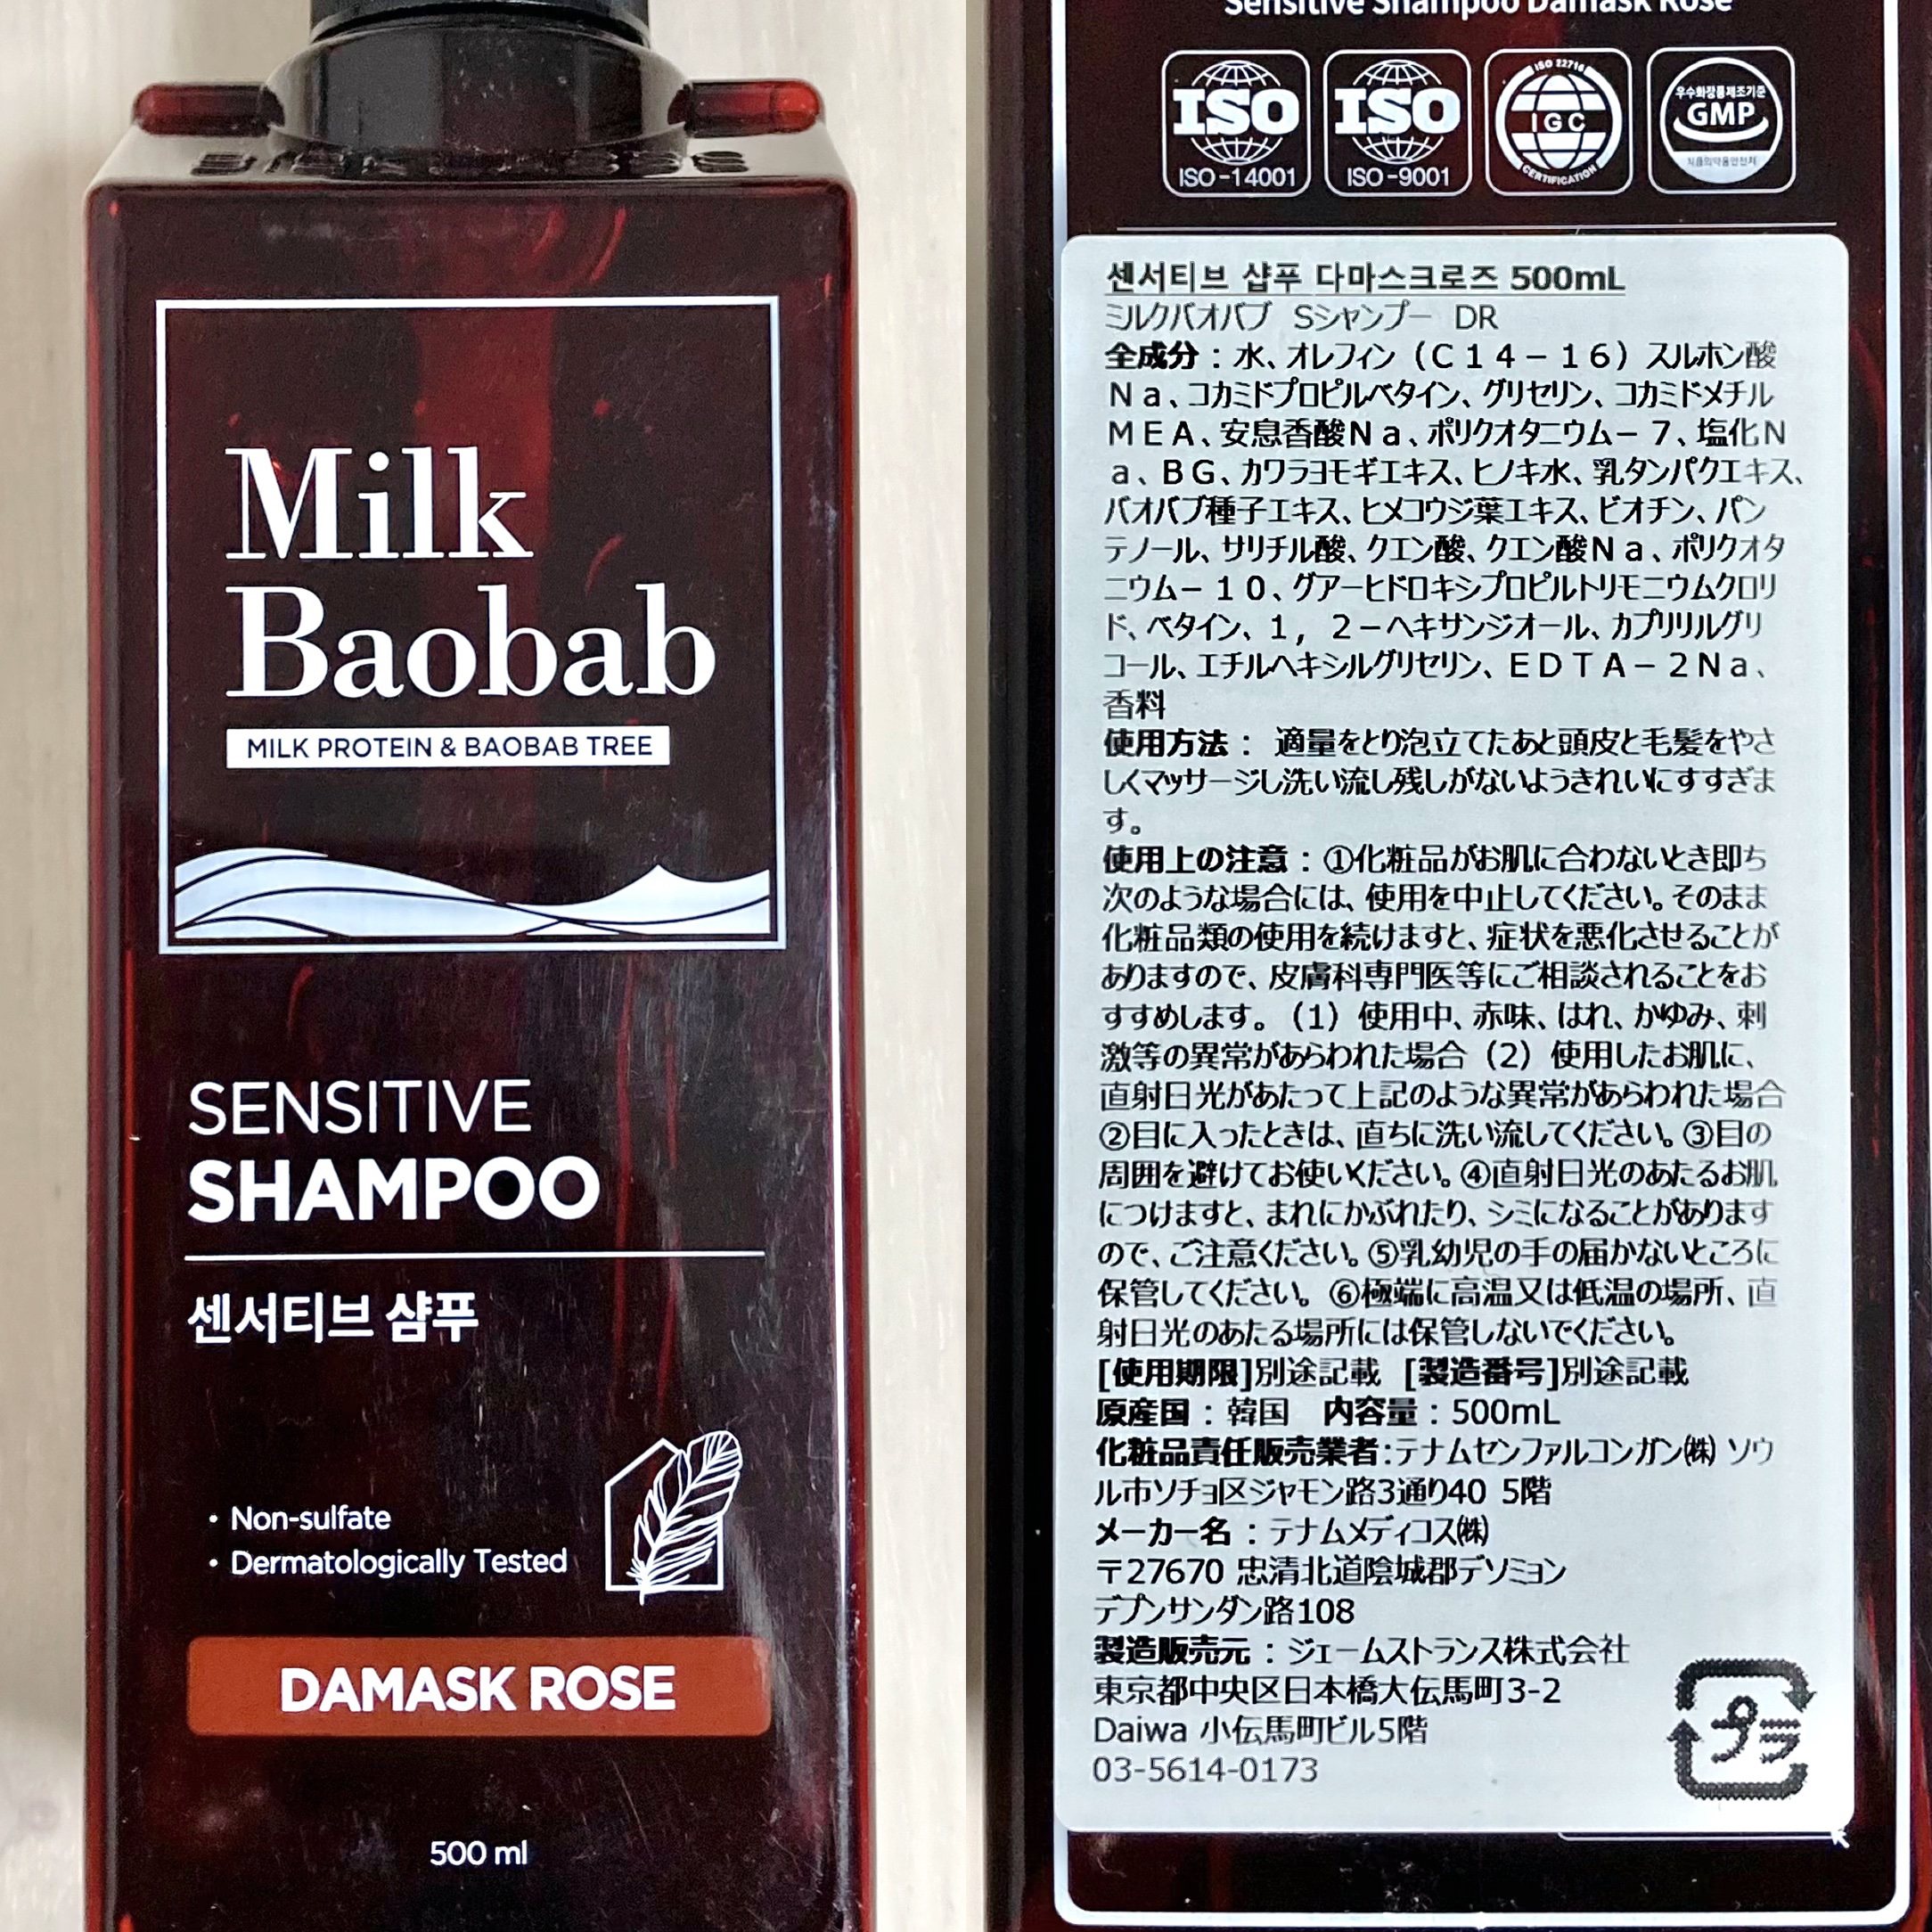 Milk
Baobab
MILK PROTEIN & BAOBAB TREE
SENSITIVE
SHAMPOO
센서티브 샴푸
• Non-sulfate
• Dermatologically Tested
DAMASK ROSE
500 ml
Sensitive Shampoo Damask Rose
ISO
ISO-14001
ISO
ISO-9001
ISO 22716
IGC
CERTIFICATION
우수화장품제조기준
GMP
식품의약품안전처
센서티브 샴푸 다마스크로즈 500mL
ミルクバオバブ Sシャンプー DR
全成分：水、オレフィン（C14－16）スルホン酸
Na、コカミドプロピルベタイン、グリセリン、コカミドメチル
MEA、安息香酸Na、ポリクオタニウム－7、塩化N
a、BG、カワラヨモギエキス、ヒノキ水、乳タンパクエキス、
バオバブ種子エキス、ヒメコウジ葉エキス、ビオチン、パン
テノール、サリチル酸、クエン酸、クエン酸Na、ポリクオタ
ニウム－10、グアーヒドロキシプロピルトリモニウムクロリ
ド、ベタイン、1，2－ヘキサンジオール、カプリリルグリ
コール、エチルヘキシルグリセリン、EDTA－2Na、
香料
使用方法： 適量をとり泡立てたあと頭皮と毛髪をやさ
しくマッサージし洗い流し残しがないようきれいにすすぎま
す。
使用上の注意：①化粧品がお肌に合わないとき即ち
次のような場合には、使用を中止してください。そのまま
化粧品類の使用を続けますと、症状を悪化させることが
ありますので、皮膚科専門医等にご相談されることをお
すすめします。（1）使用中、赤味、はれ、かゆみ、刺
激等の異常があらわれた場合（2）使用したお肌に、
直射日光があたって上記のような異常があらわれた場合
②目に入ったときは、直ちに洗い流してください。③目の
周囲を避けてお使いください。④直射日光のあたるお肌
につけますと、まれにかぶれたり、シミになることがあります
ので、ご注意ください。⑤乳幼児の手の届かないところに
保管してください。⑥極端に高温又は低温の場所、直
射日光のあたる場所には保管しないでください。
[使用期限]別途記載 [製造番号]別途記載
原産国：韓国 内容量：500mL
化粧品責任販売業者:テナムセンファルコンガン㈱ ソウ
ル市ソチョ区ジャモン路3通り40 5階
メーカー名：テナムメディコス㈱
〒27670 忠清北道陰城郡デソミョン
デプンサンダン路108
製造販売元：ジェームストランス株式会社
東京都中央区日本橋大伝馬町3-2
Daiwa 小伝馬町ビル5階
03-5614-0173
プラ